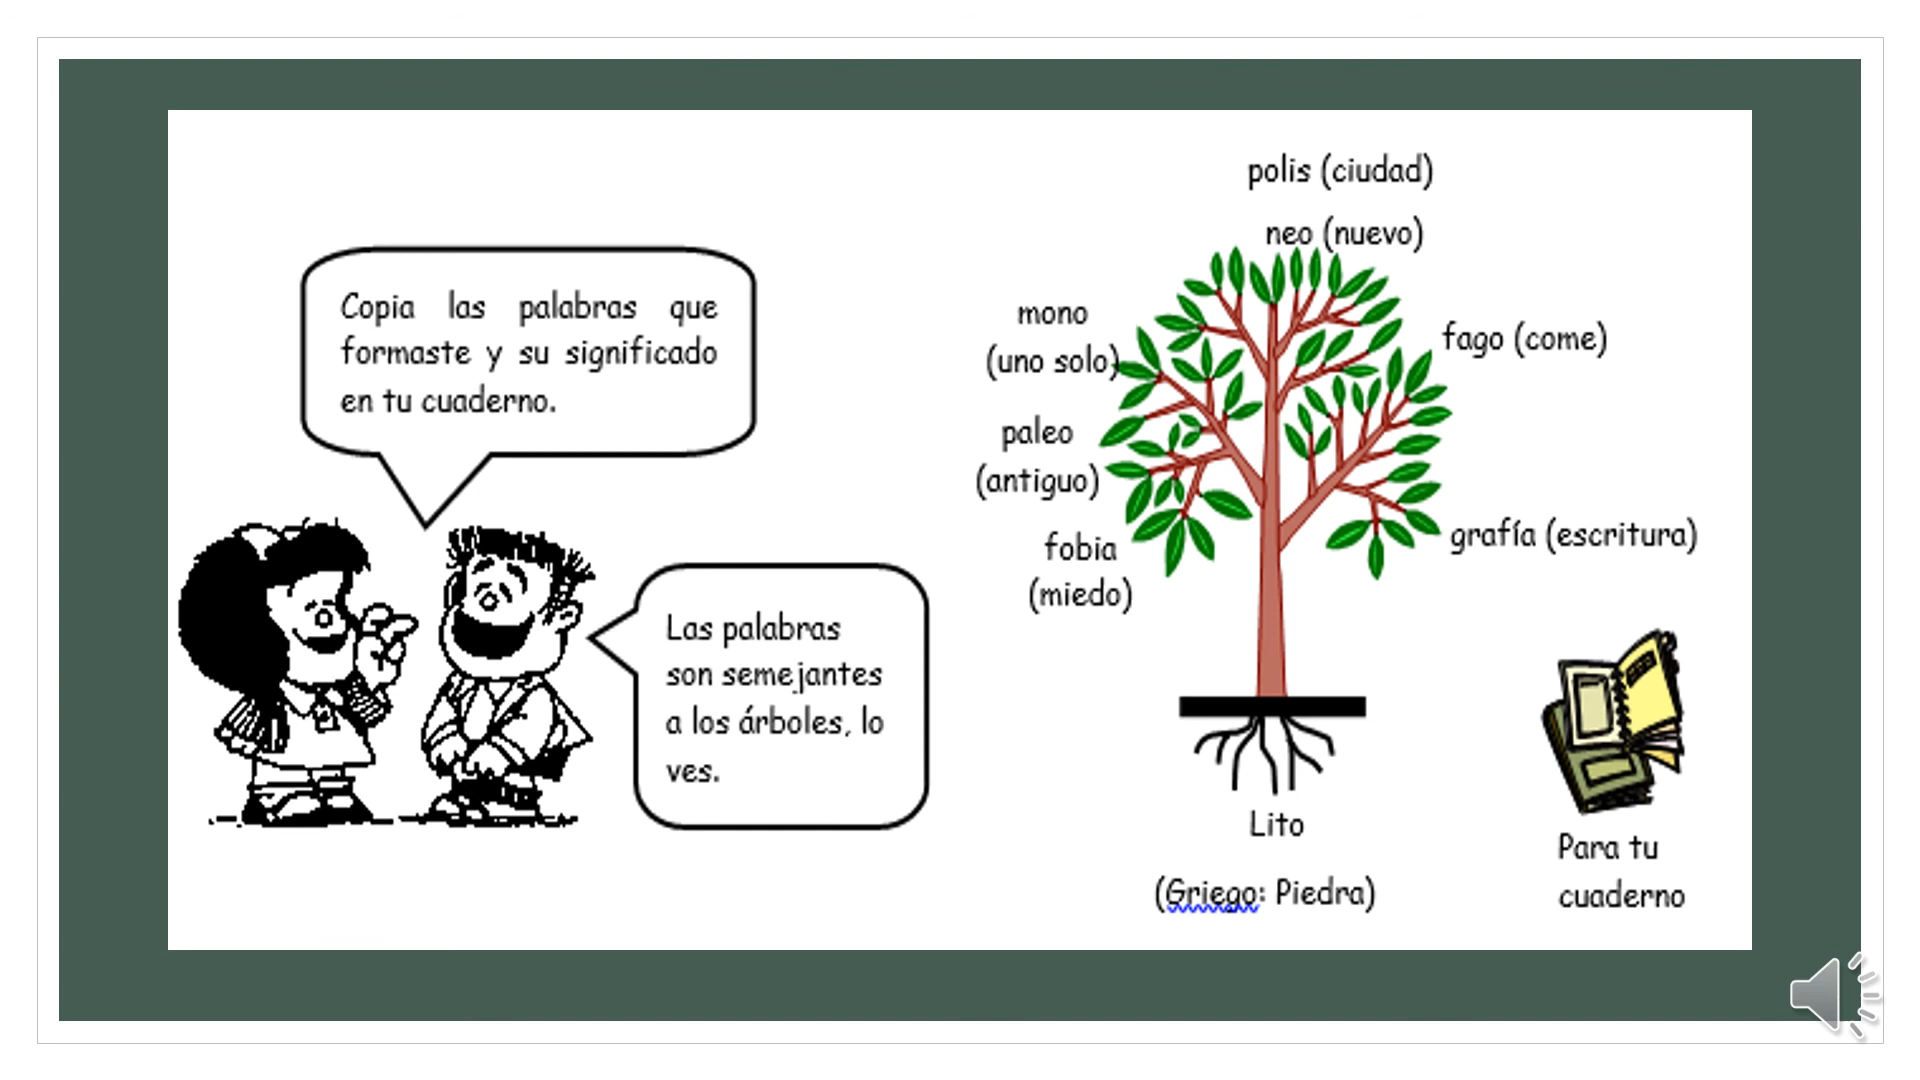 Copia las palabras que
formaste y su significado
en tu cuaderno.
Las palabras
son semejantes
a los árboles, lo
ves.
polis (ciudad)
neo (nuevo)
mono
(uno solo)
fago (come)
paleo
(antiguo)
fobia
(miedo)
grafía (escritura)
Lito
(Griego: Piedra)
Para tu
cuaderno